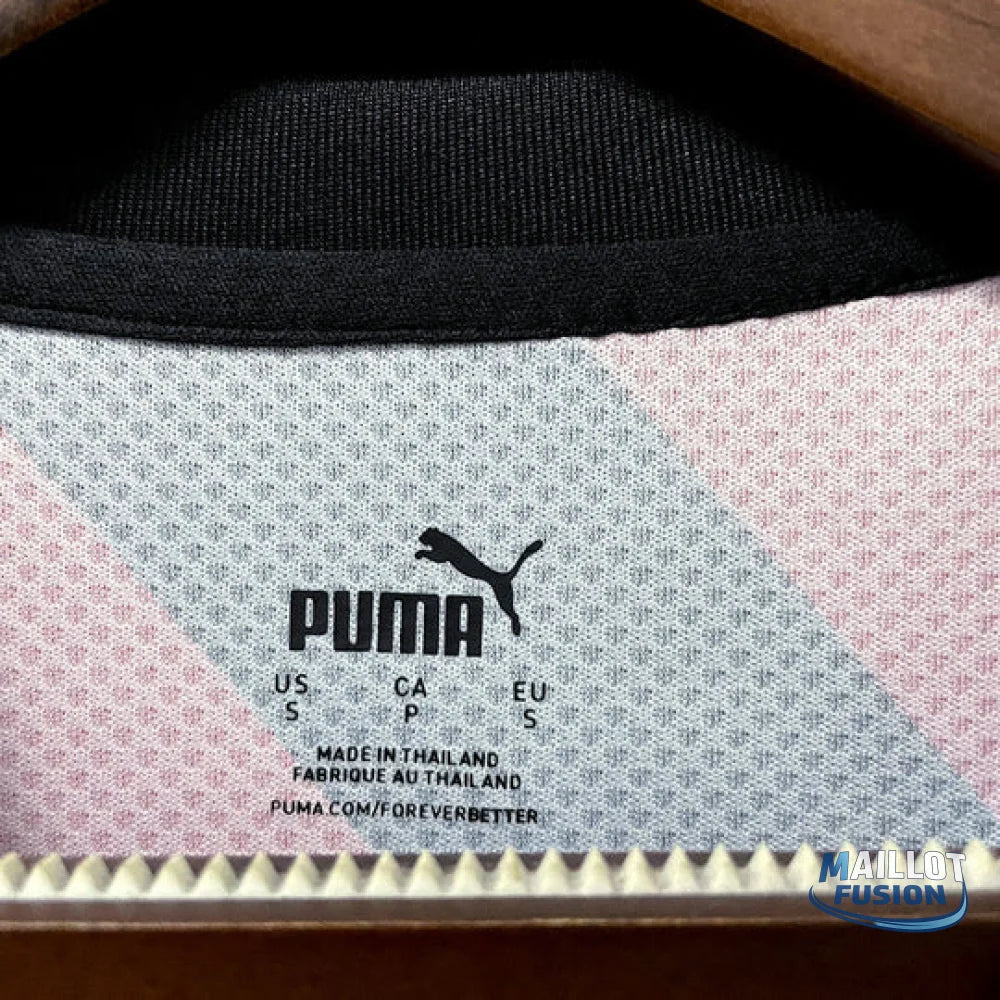 PUMA
US CA EU
S P S
MADE IN THAILAND
FABRIQUE AU THAILAND
PUMA.COM/FOREVERBETTER
MAILLOT
FUSION